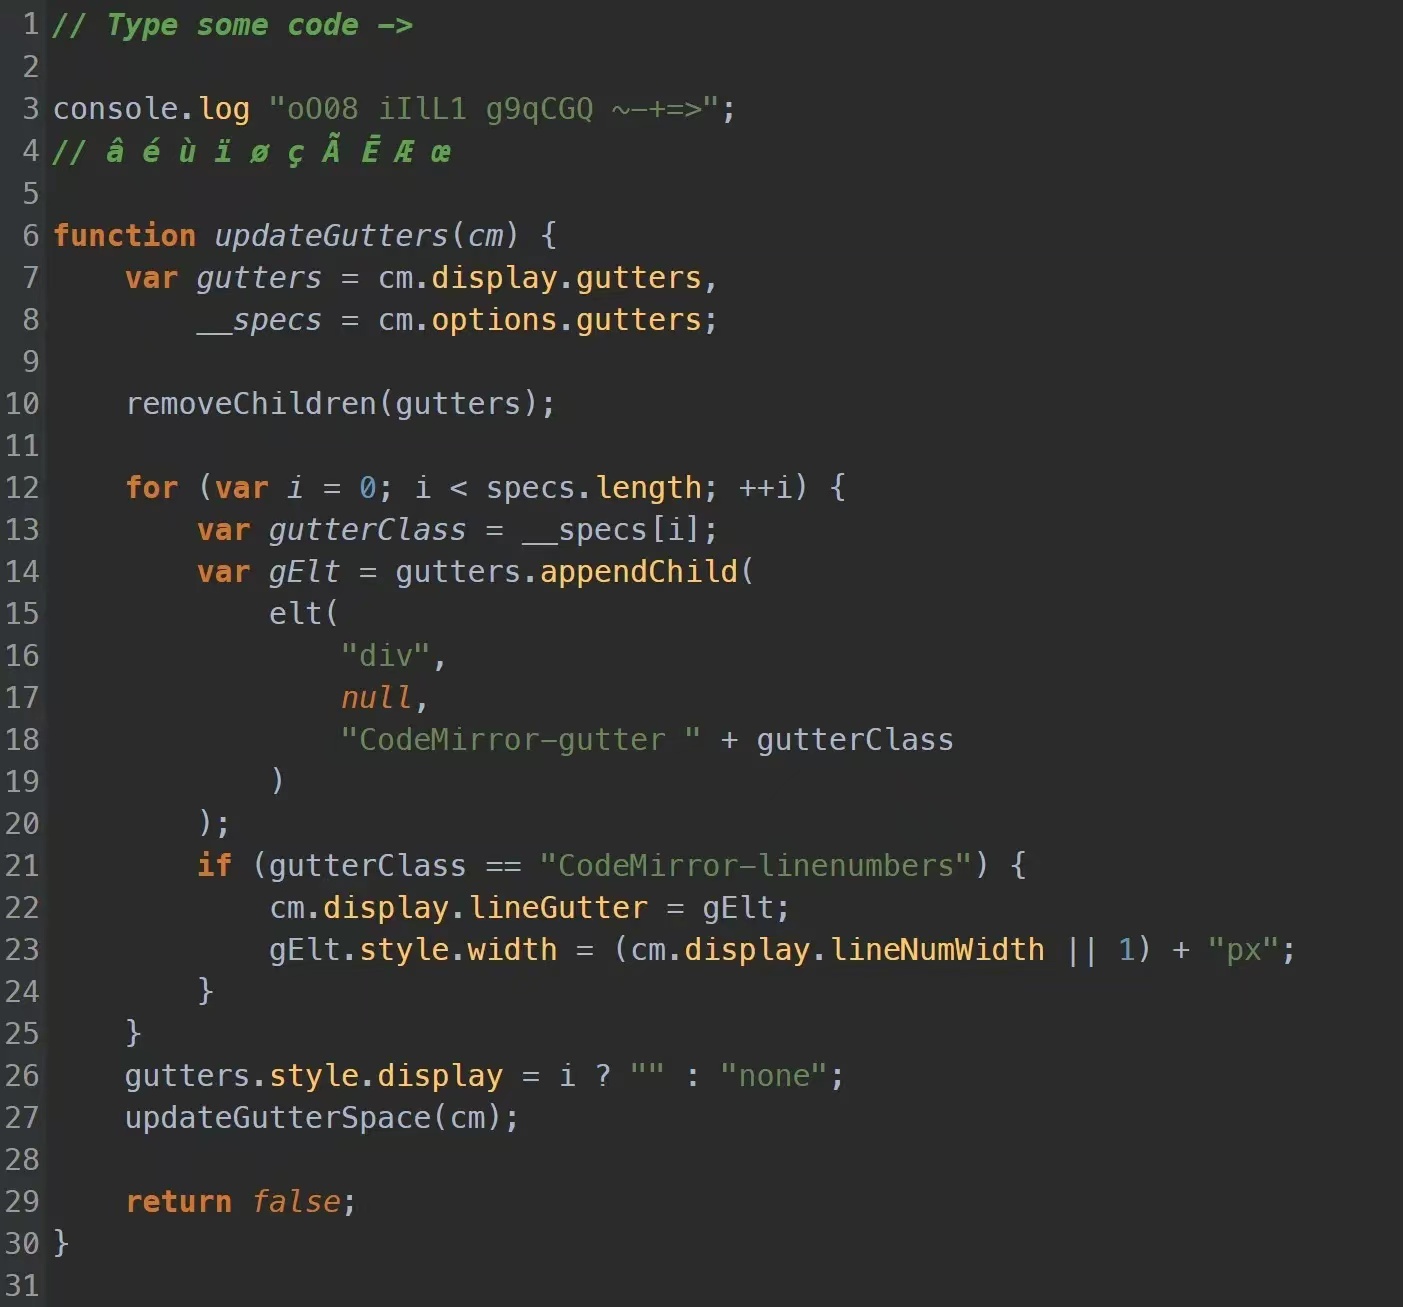 1 // Type some code ->
2
3 console.log "oO08 iIlL1 g9qCGQ ~-+=>";
4 // â é ù ï ø ç Ã Ē Æ œ
5
6 function updateGutters(cm) {
7     var gutters = cm.display.gutters,
8         __specs = cm.options.gutters;
9
10     removeChildren(gutters);
11
12     for (var i = 0; i < specs.length; ++i) {
13         var gutterClass = __specs[i];
14         var gElt = gutters.appendChild(
15             elt(
16                 "div",
17                 null,
18                 "CodeMirror-gutter " + gutterClass
19             )
20         );
21         if (gutterClass == "CodeMirror-linenumbers") {
22             cm.display.lineGutter = gElt;
23             gElt.style.width = (cm.display.lineNumWidth || 1) + "px";
24         }
25     }
26     gutters.style.display = i ? "" : "none";
27     updateGutterSpace(cm);
28
29     return false;
30 }
31